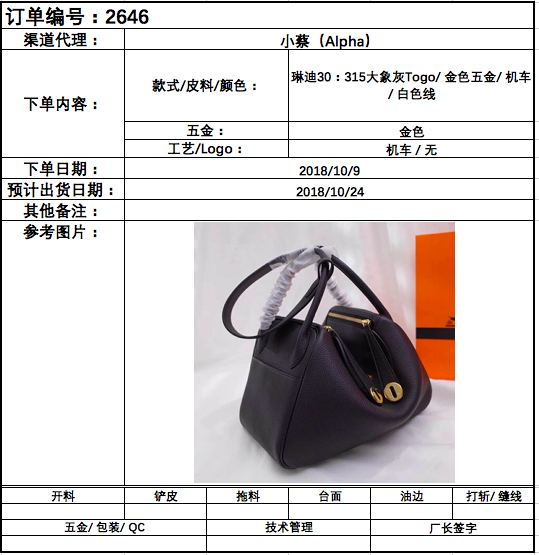 订单编号：2646
渠道代理：
小蔡（Alpha）
下单内容：
款式/皮料/颜色：
琳迪30：315大象灰Togo/ 金色五金/ 机车
/ 白色线
五金：
金色
工艺/Logo：
机车 / 无
下单日期：
2018/10/9
预计出货日期：
2018/10/24
其他备注：
参考图片：
开料
铲皮
拖料
台面
油边
打斩/ 缝线
五金/ 包装/ QC
技术管理
厂长签字